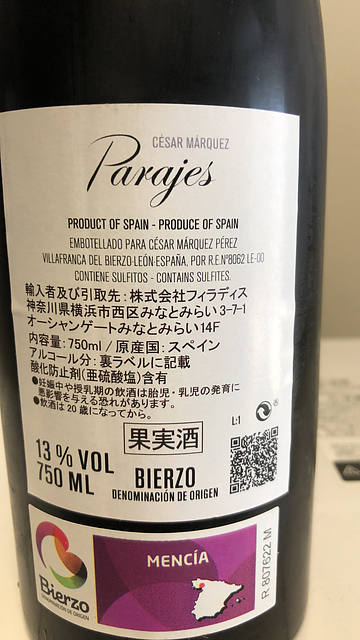 CÉSAR MÁRQUEZ
Parajes
PRODUCT OF SPAIN - PRODUCE OF SPAIN
EMBOTELLADO PARA CÉSAR MÁRQUEZ PÉREZ
VILLAFRANCA DEL BIERZO-LEÓN-ESPAÑA, POR R.E.Nº8062 LE-00
CONTIENE SULFITOS - CONTAINS SULFITES.
輸入者及び引取先：株式会社フィラディス
神奈川県横浜市西区みなとみらい3-7-1
オーシャンゲートみなとみらい14F
内容量：750ml / 原産国：スペイン
アルコール分：裏ラベルに記載
酸化防止剤(亜硫酸塩)含有
●妊娠中や授乳期の飲酒は胎児・乳児の発育に
悪影響を与える恐れがあります。
●飲酒は20歳になってから。
果実酒
L:1
13 % VOL
750 ML
BIERZO
DENOMINACIÓN DE ORIGEN
Bierzo
DENOMINACIÓN DE ORIGEN
MENCÍA
R 807622 M